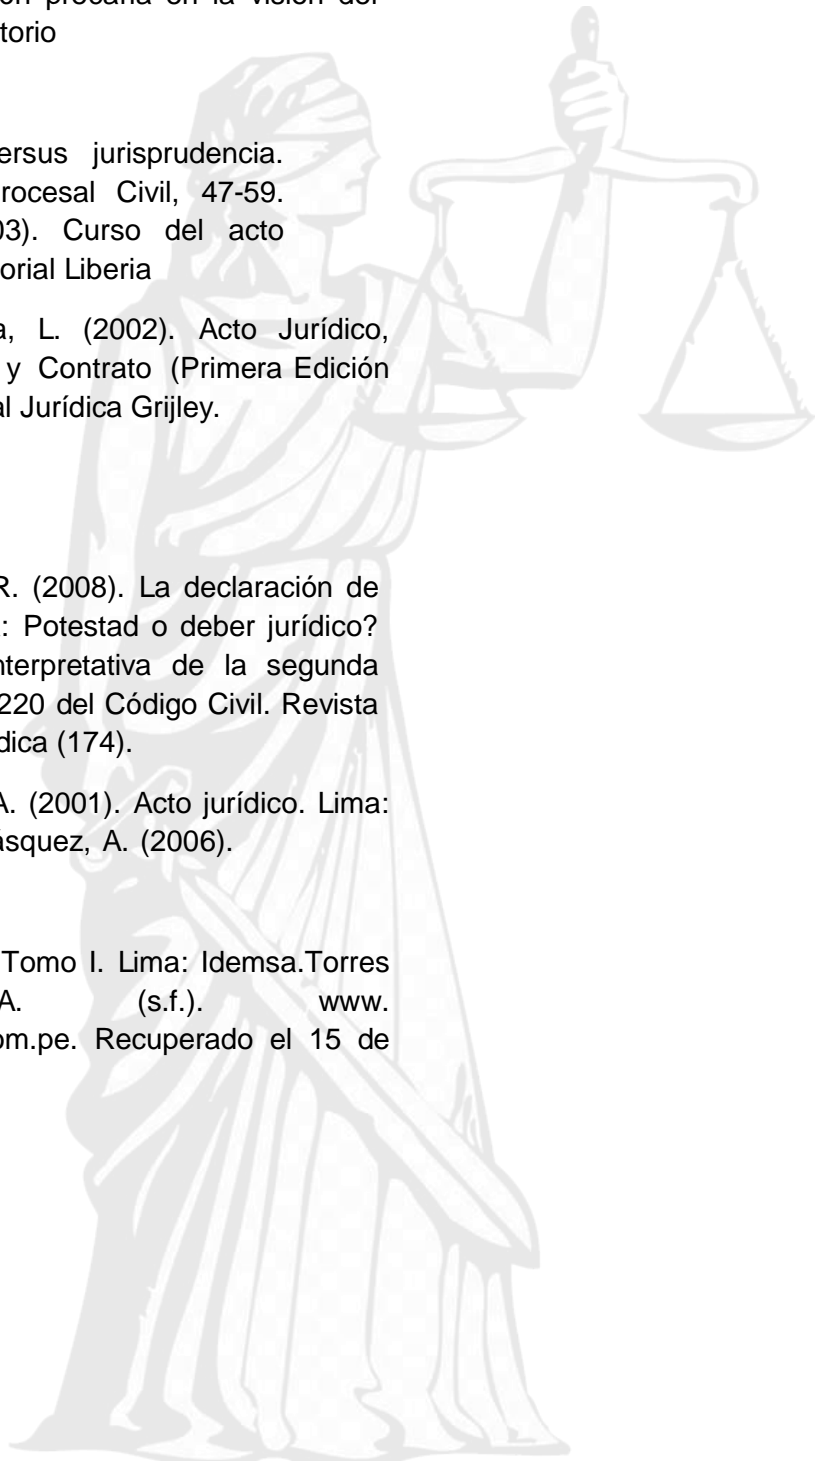 ón precaria en la visión del
torio
ersus jurisprudencia.
rocesal Civil, 47-59.
03). Curso del acto
orial Liberia
a, L. (2002). Acto Jurídico,
y Contrato (Primera Edición
al Jurídica Grijley.
R. (2008). La declaración de
: Potestad o deber jurídico?
nterpretativa de la segunda
220 del Código Civil. Revista
dica (174).
A. (2001). Acto jurídico. Lima:
ásquez, A. (2006).
Tomo I. Lima: Idemsa.Torres
A. (s.f.). www.
om.pe. Recuperado el 15 de